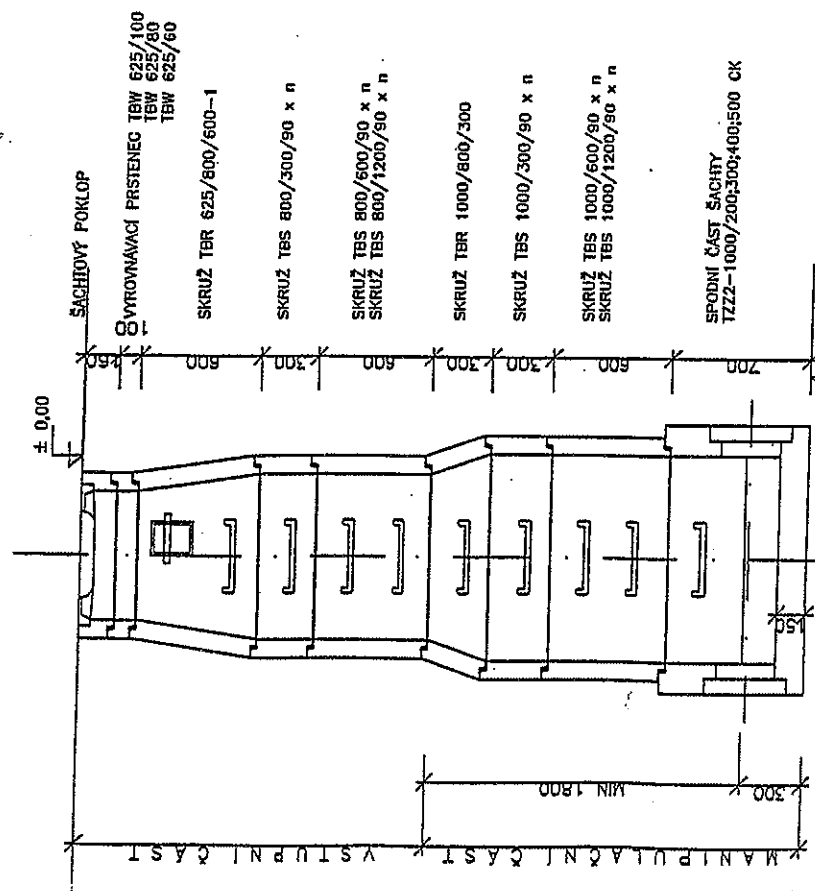 ŠACHTOVÝ POKLOP
VYROVNÁVACÍ PRSTENEC TBW 625/100
TBW 625/80
TBW 625/60
SKRUŽ TBR 625/800/600-1
SKRUŽ TBS 800/300/90 x n
SKRUŽ TBS 800/600/90 x n
SKRUŽ TBS 800/1200/90 x n
SKRUŽ TBR 1000/800/300
SKRUŽ TBS 1000/300/90 x n
SKRUŽ TBS 1000/600/90 x n
SKRUŽ TBS 1000/1200/90 x n
SPODNÍ ČÁST ŠACHTY
TZZ2-1000/200;300;400;500 CK
± 0,00
160
100
600
300
600
300
300
600
700
150
MIN 1800
300
VSTUPNÍ ČÁST
MANIPULAČNÍ ČÁST